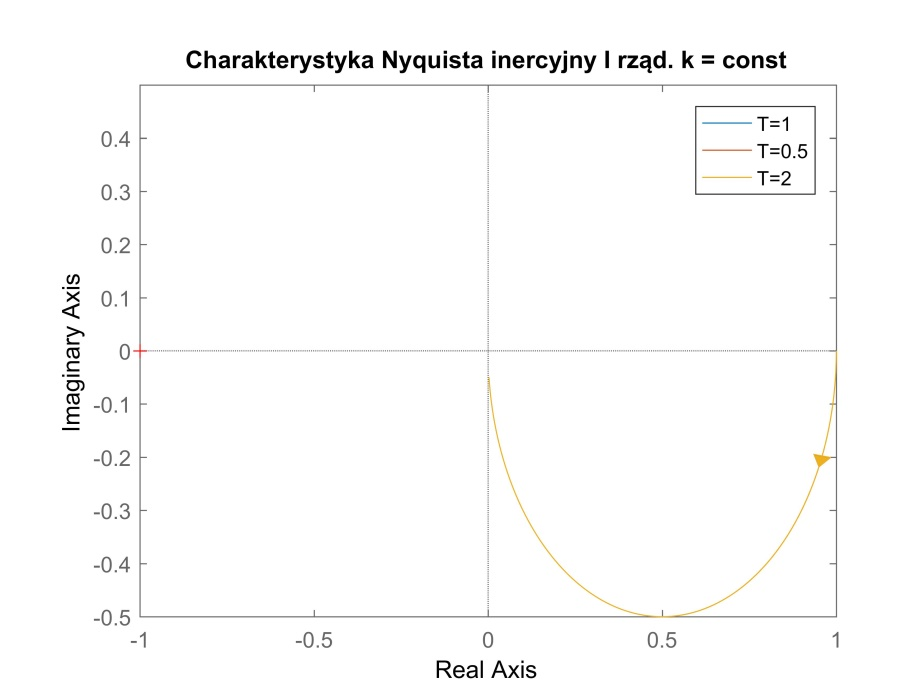 Charakterystyka Nyquista inercyjny I rząd. k = const
T=1
T=0.5
T=2
0.4
0.3
0.2
0.1
0
-0.1
-0.2
-0.3
-0.4
-0.5
Imaginary Axis
-1 -0.5 0 0.5 1
Real Axis